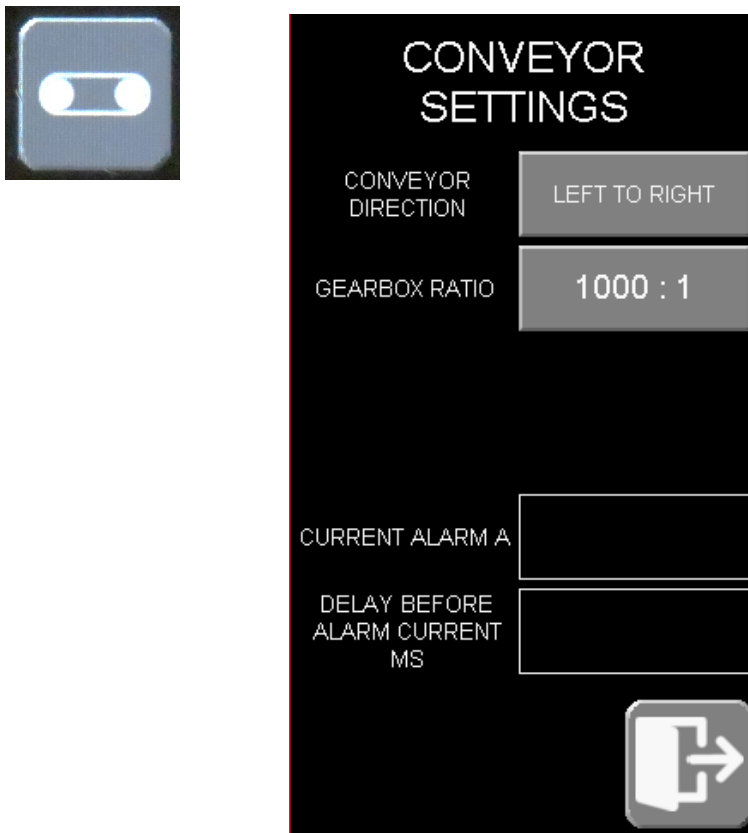 CONVEYOR
SETTINGS
CONVEYOR
DIRECTION
LEFT TO RIGHT
GEARBOX RATIO
1000 : 1
CURRENT ALARM A
DELAY BEFORE
ALARM CURRENT
MS